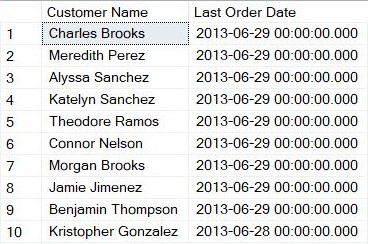 Customer Name Last Order Date
1 Charles Brooks 2013-06-29 00:00:00.000
2 Meredith Perez 2013-06-29 00:00:00.000
3 Alyssa Sanchez 2013-06-29 00:00:00.000
4 Katelyn Sanchez 2013-06-29 00:00:00.000
5 Theodore Ramos 2013-06-29 00:00:00.000
6 Connor Nelson 2013-06-29 00:00:00.000
7 Morgan Brooks 2013-06-29 00:00:00.000
8 Jamie Jimenez 2013-06-29 00:00:00.000
9 Benjamin Thompson 2013-06-29 00:00:00.000
10 Kristopher Gonzalez 2013-06-28 00:00:00.000